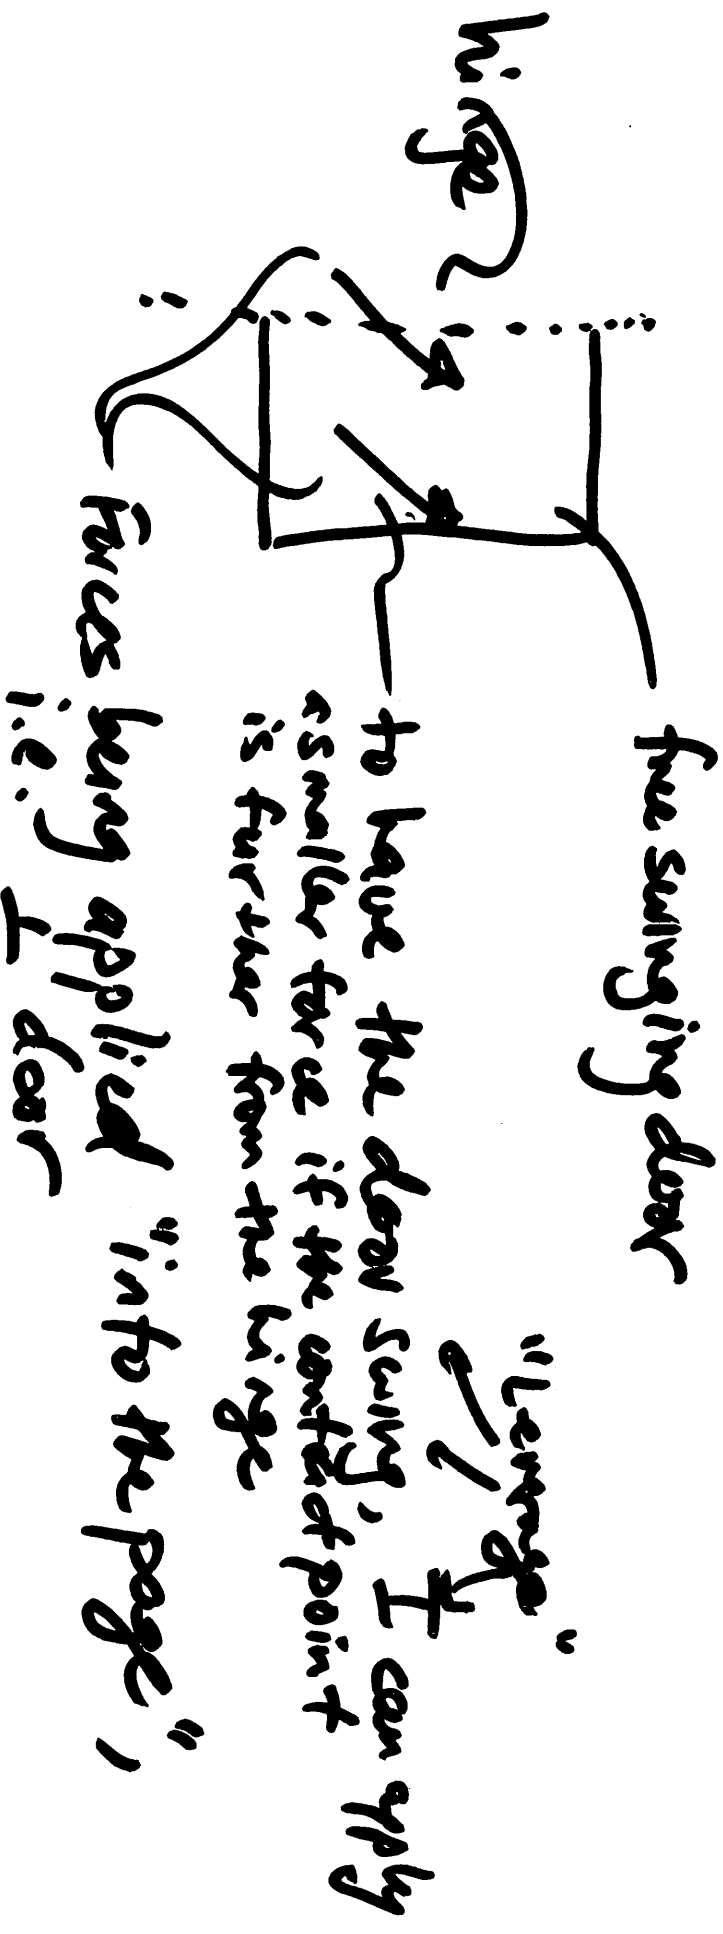 hinge
free swinging door
"Leverage"
to have the door swing, I can apply
a smaller force if the contact point
is further from the hinge
Forces being applied "into the page",
i.e. ⊥ door